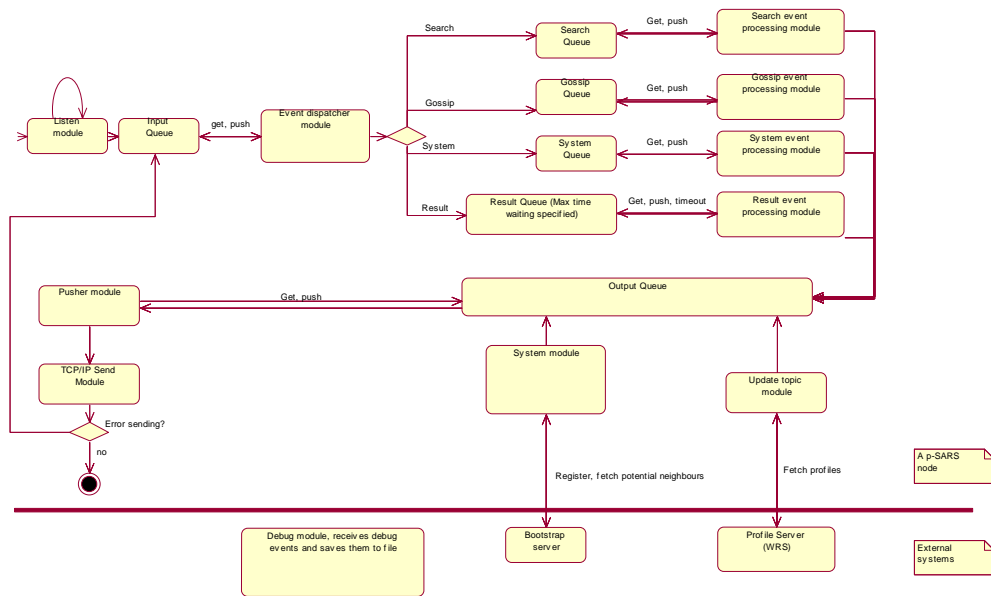 Search
Search
Queue
Get, push
Search event
processing module
Listen
module
Input
Queue
get, push
Event dispatcher
module
Gossip
Gossip
Queue
Get, push
Gossip event
processing module
System
System
Queue
Get, push
System event
processing module
Result
Result Queue (Max time
waiting specified)
Get, push, timeout
Result event
processing module
Pusher module
Get, push
Output Queue
TCP/IP Send
Module
System module
Update topic
module
Error sending?
no
Register, fetch potential neighbours
Fetch profiles
A p-SARS
node
Debug module, receives debug
events and saves them to file
Bootstrap
server
Profile Server
(WRS)
External
systems